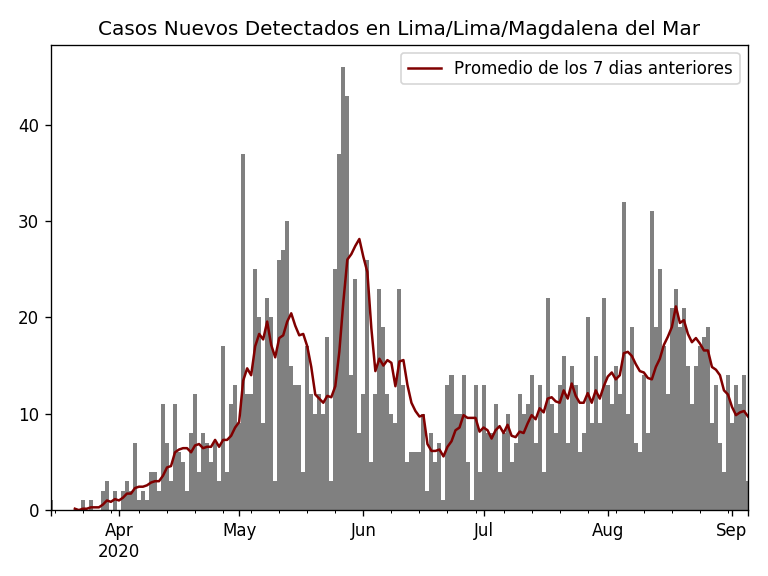 Casos Nuevos Detectados en Lima/Lima/Magdalena del Mar
Promedio de los 7 dias anteriores
40
30
20
10
0
Apr
2020
May
Jun
Jul
Aug
Sep